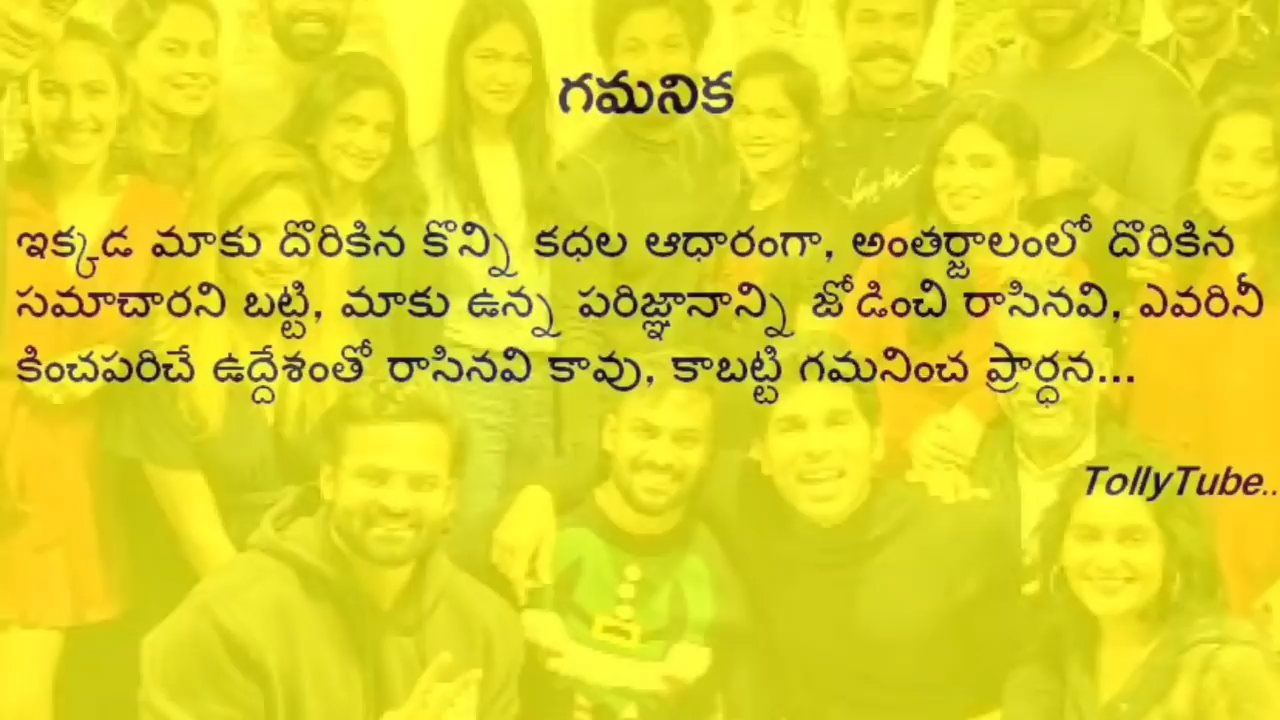 గమనిక
ఇక్కడ మాకు దొరికిన కొన్ని కధల ఆధారంగా, అంతర్జాలంలో దొరికిన
సమాచారని బట్టి, మాకు ఉన్న పరిజ్ఞానాన్ని జోడించి రాసినవి, ఎవరినీ
కించపరిచే ఉద్దేశంతో రాసినవి కావు, కాబట్టి గమనించ ప్రార్ధన...
TollyTube..